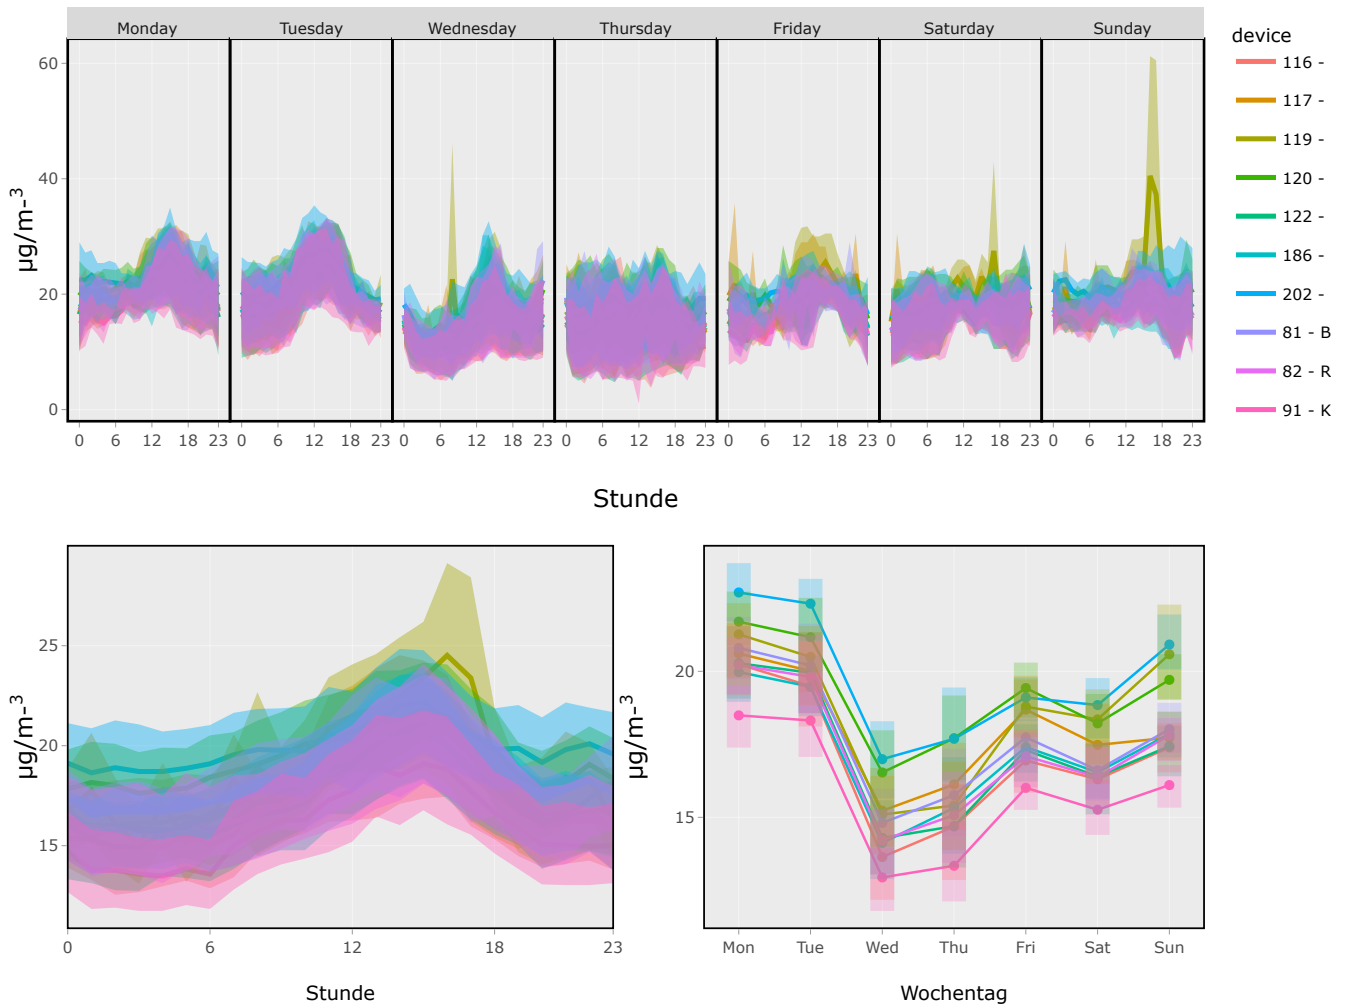 Monday Tuesday Wednesday Thursday Friday Saturday Sunday
device
116 -
117 -
119 -
120 -
122 -
186 -
202 -
81 - B
82 - R
91 - K
µg/m-³
60
40
20
0
0 6 12 18 23 0 6 12 18 23 0 6 12 18 23 0 6 12 18 23 0 6 12 18 23 0 6 12 18 23 0 6 12 18 23
Stunde
µg/m-³
25
20
15
0 6 12 18 23
Stunde
µg/m-³
20
15
Mon Tue Wed Thu Fri Sat Sun
Wochentag